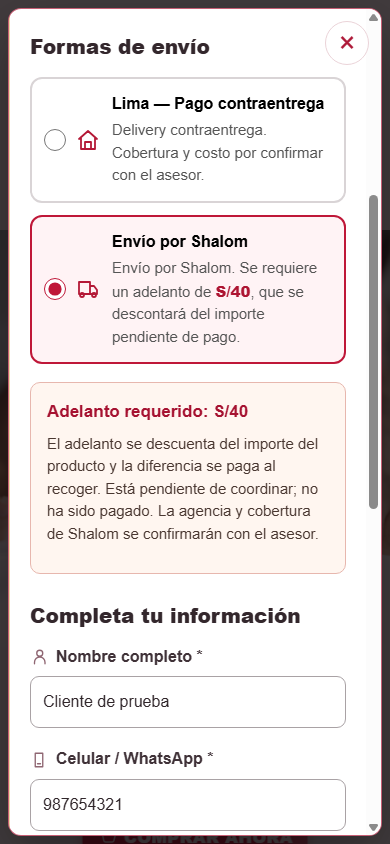 Formas de envío
Lima — Pago contraentrega
Delivery contraentrega.
Cobertura y costo por confirmar
con el asesor.
Envío por Shalom
Envío por Shalom. Se requiere
un adelanto de S/40, que se
descontará del importe
pendiente de pago.
Adelanto requerido: S/40
El adelanto se descuenta del importe del
producto y la diferencia se paga al
recoger. Está pendiente de coordinar; no
ha sido pagado. La agencia y cobertura
de Shalom se confirmarán con el asesor.
Completa tu información
Nombre completo *
Cliente de prueba
Celular / WhatsApp *
987654321
COMPRAR AHORA